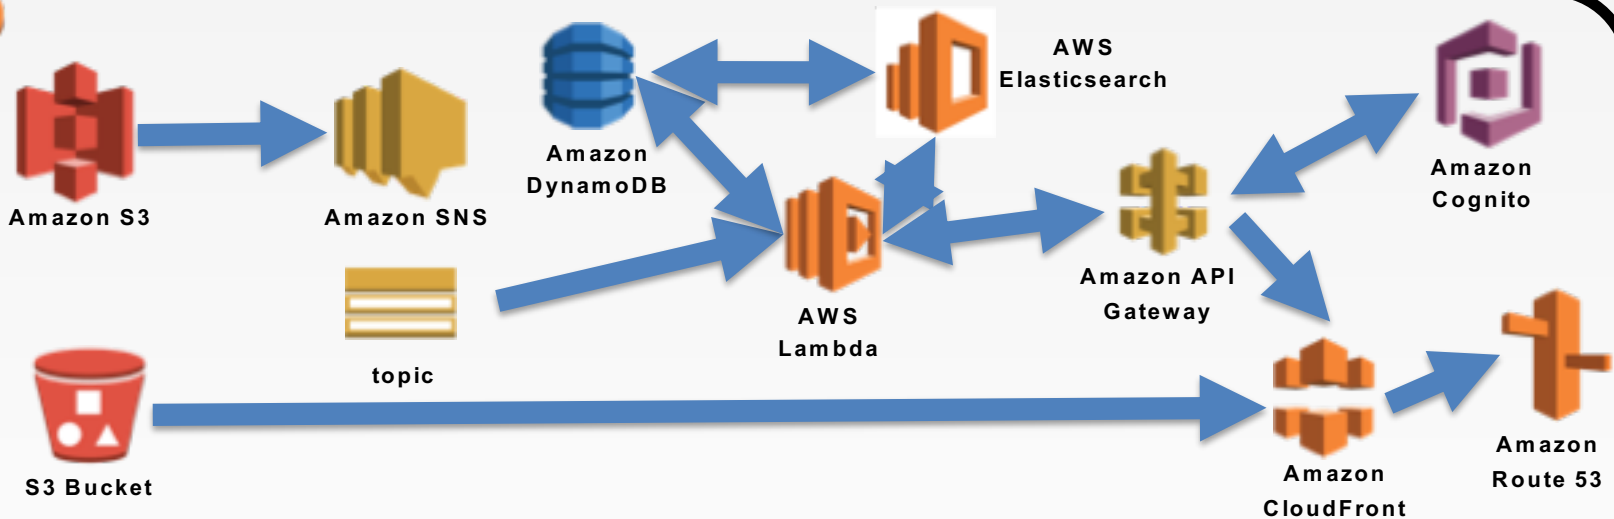 AWS
Elasticsearch
Amazon
DynamoDB
Amazon
Cognito
Amazon S3
Amazon SNS
Amazon API
Gateway
AWS
Lambda
topic
Amazon
Route 53
S3 Bucket
Amazon
CloudFront